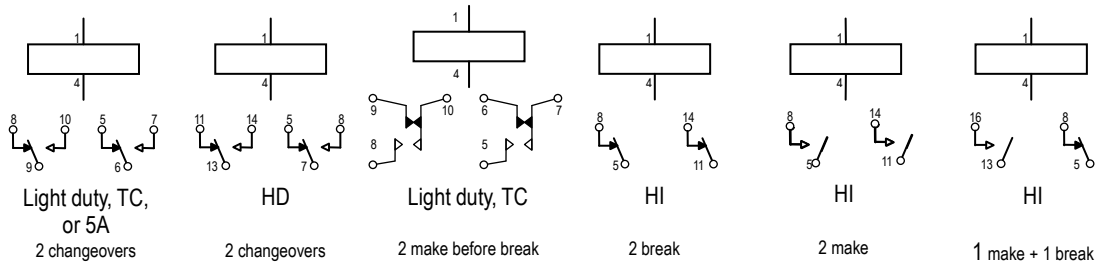 1 1 1 1 1 1
4 4 4 4 4 4
8 10 5 7 11 14 5 8 9 10 6 7 8 14 8 14 16 8
9 6 13 7 8 5 5 11 5 11 13 5
Light duty, TC, HD Light duty, TC HI HI HI
or 5A
2 changeovers 2 changeovers 2 make before break 2 break 2 make 1 make + 1 break